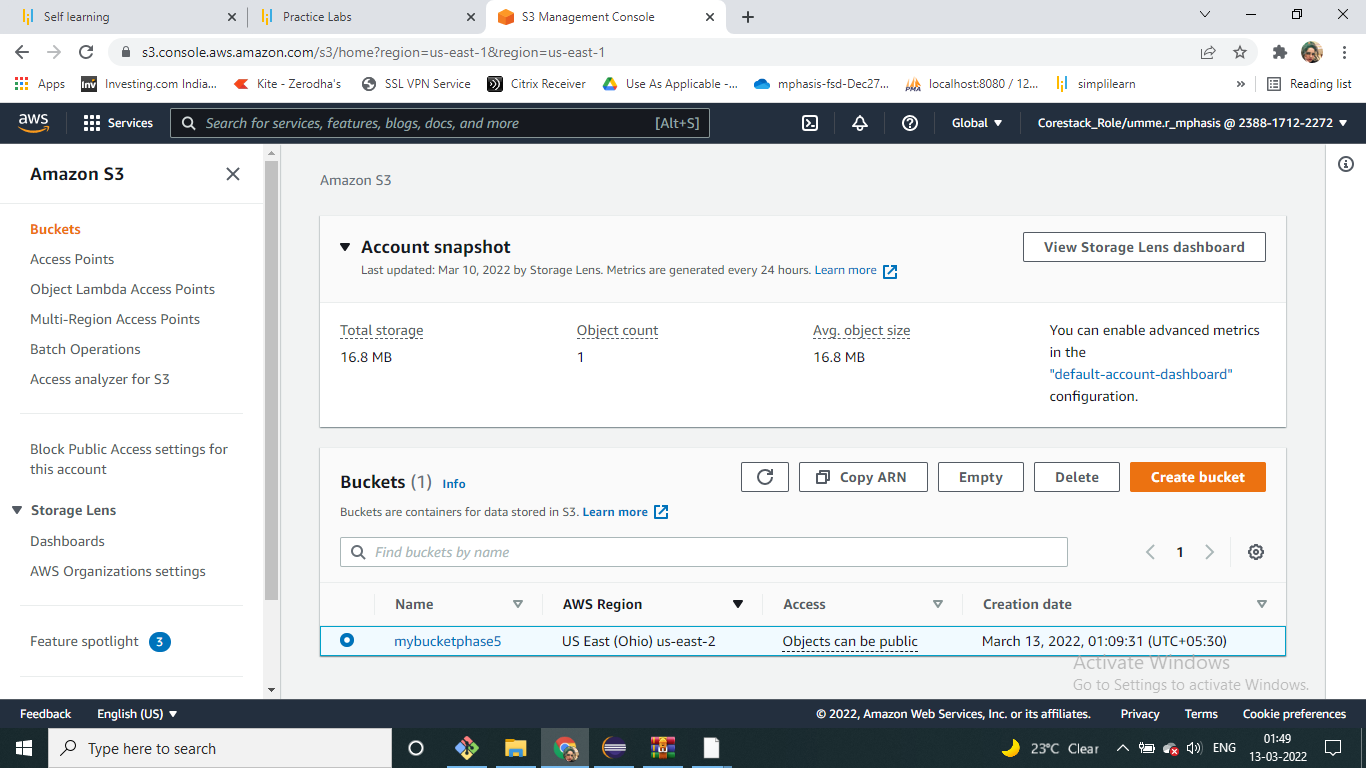 Self learning
Practice Labs
S3 Management Console
s3.console.aws.amazon.com/s3/home?region=us-east-1&region=us-east-1
Apps
inv
Investing.com India...
Kite - Zerodha's
SSL VPN Service
Citrix Receiver
Use As Applicable -...
mphasis-fsd-Dec27...
localhost:8080 / 12...
simplilearn
»
Reading list
aws
Services
Search for services, features, blogs, docs, and more
[Alt+S]
Global
Corestack_Role/umme.r_mphasis @ 2388-1712-2272
Amazon S3
Buckets
Access Points
Object Lambda Access Points
Multi-Region Access Points
Batch Operations
Access analyzer for S3
Block Public Access settings for
this account
Storage Lens
Dashboards
AWS Organizations settings
Feature spotlight 3
Amazon S3
Account snapshot
View Storage Lens dashboard
Last updated: Mar 10, 2022 by Storage Lens. Metrics are generated every 24 hours. Learn more
Total storage
16.8 MB
Object count
1
Avg. object size
16.8 MB
You can enable advanced metrics
in the
"default-account-dashboard"
configuration.
Buckets (1) Info
Copy ARN
Empty
Delete
Create bucket
Buckets are containers for data stored in S3. Learn more
Find buckets by name
1
Name AWS Region Access Creation date
mybucketphase5 US East (Ohio) us-east-2 Objects can be public March 13, 2022, 01:09:31 (UTC+05:30)
Activate Windows
Go to Settings to activate Windows.
Feedback
English (US)
© 2022, Amazon Web Services, Inc. or its affiliates.
Privacy
Terms
Cookie preferences
Type here to search
23°C Clear
ENG
01:49
13-03-2022